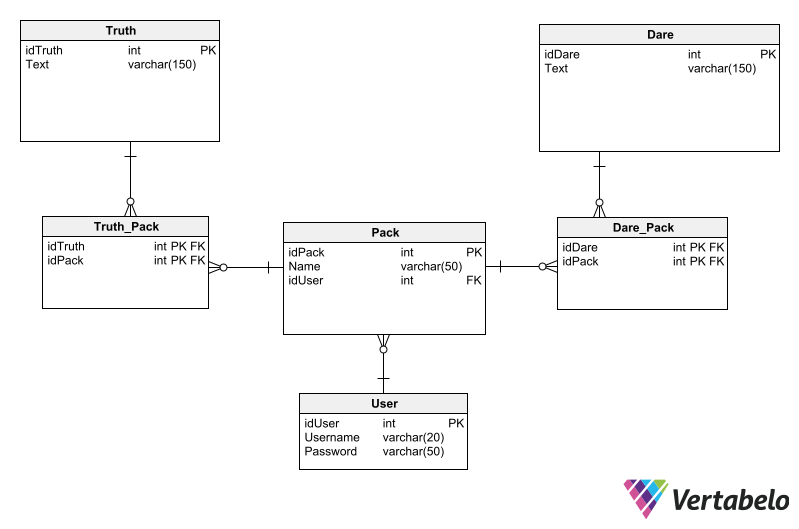 Truth
idTruth int PK
Text varchar(150)
Dare
idDare int PK
Text varchar(150)
Truth_Pack
idTruth int PK FK
idPack int PK FK
Pack
idPack int PK
Name varchar(50)
idUser int FK
Dare_Pack
idDare int PK FK
idPack int PK FK
User
idUser int PK
Username varchar(20)
Password varchar(50)
Vertabelo